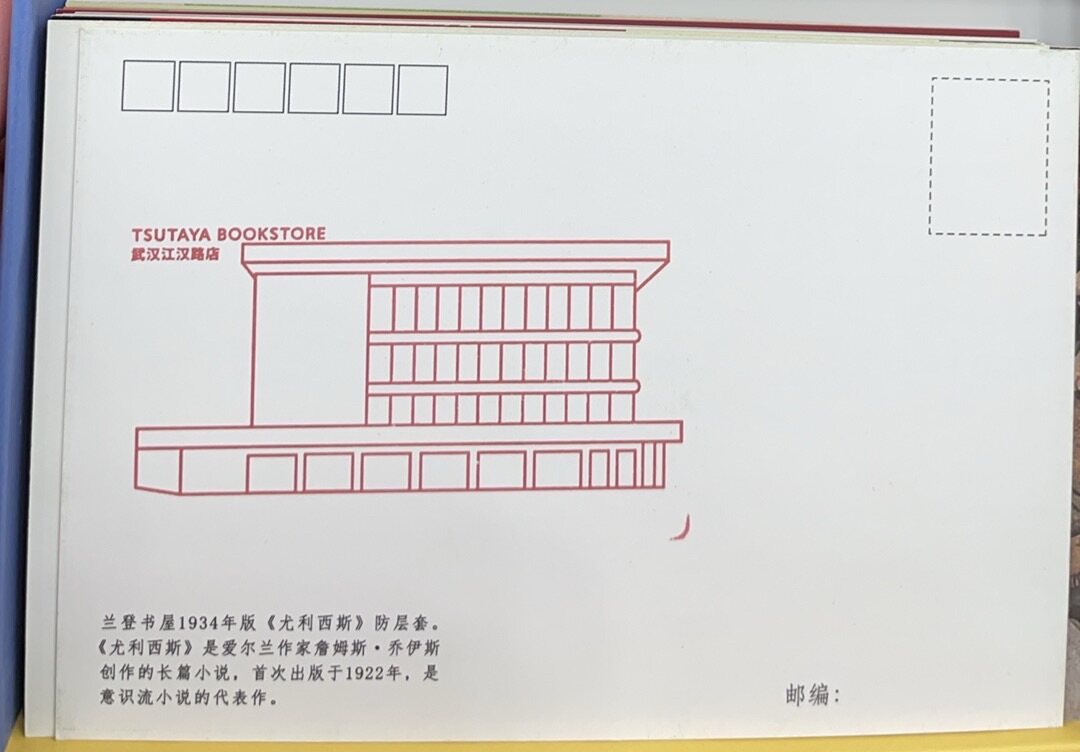 TSUTAYA BOOKSTORE
武汉江汉路店
兰登书屋1934年版《尤利西斯》防层套。
《尤利西斯》是爱尔兰作家詹姆斯·乔伊斯
创作的长篇小说，首次出版于1922年，是
意识流小说的代表作。
邮编：